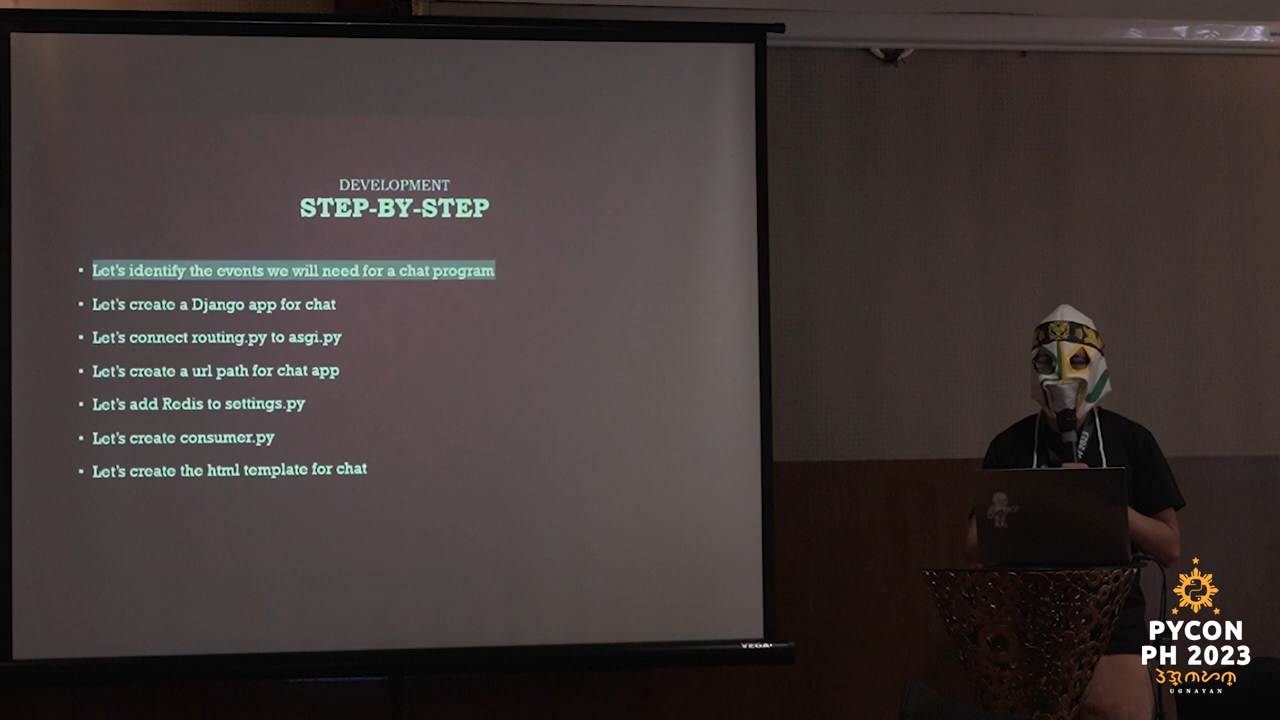 DEVELOPMENT
STEP-BY-STEP
Let's identify the events we will need for a chat program
Let's create a Django app for chat
Let's connect routing.py to asgi.py
Let's create a url path for chat app
Let's add Redis to settings.py
Let's create consumer.py
Let's create the html template for chat
VEGA
PYCON
PH 2023
UGNAYAN